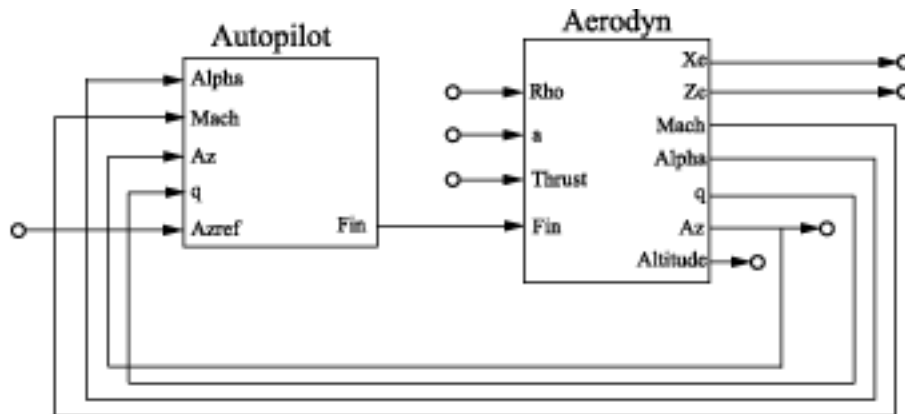 Autopilot
Alpha
Mach
Az
q
Azref
Fin
Aerodyn
Rho
a
Thrust
Fin
Xe
Ze
Mach
Alpha
q
Az
Altitude